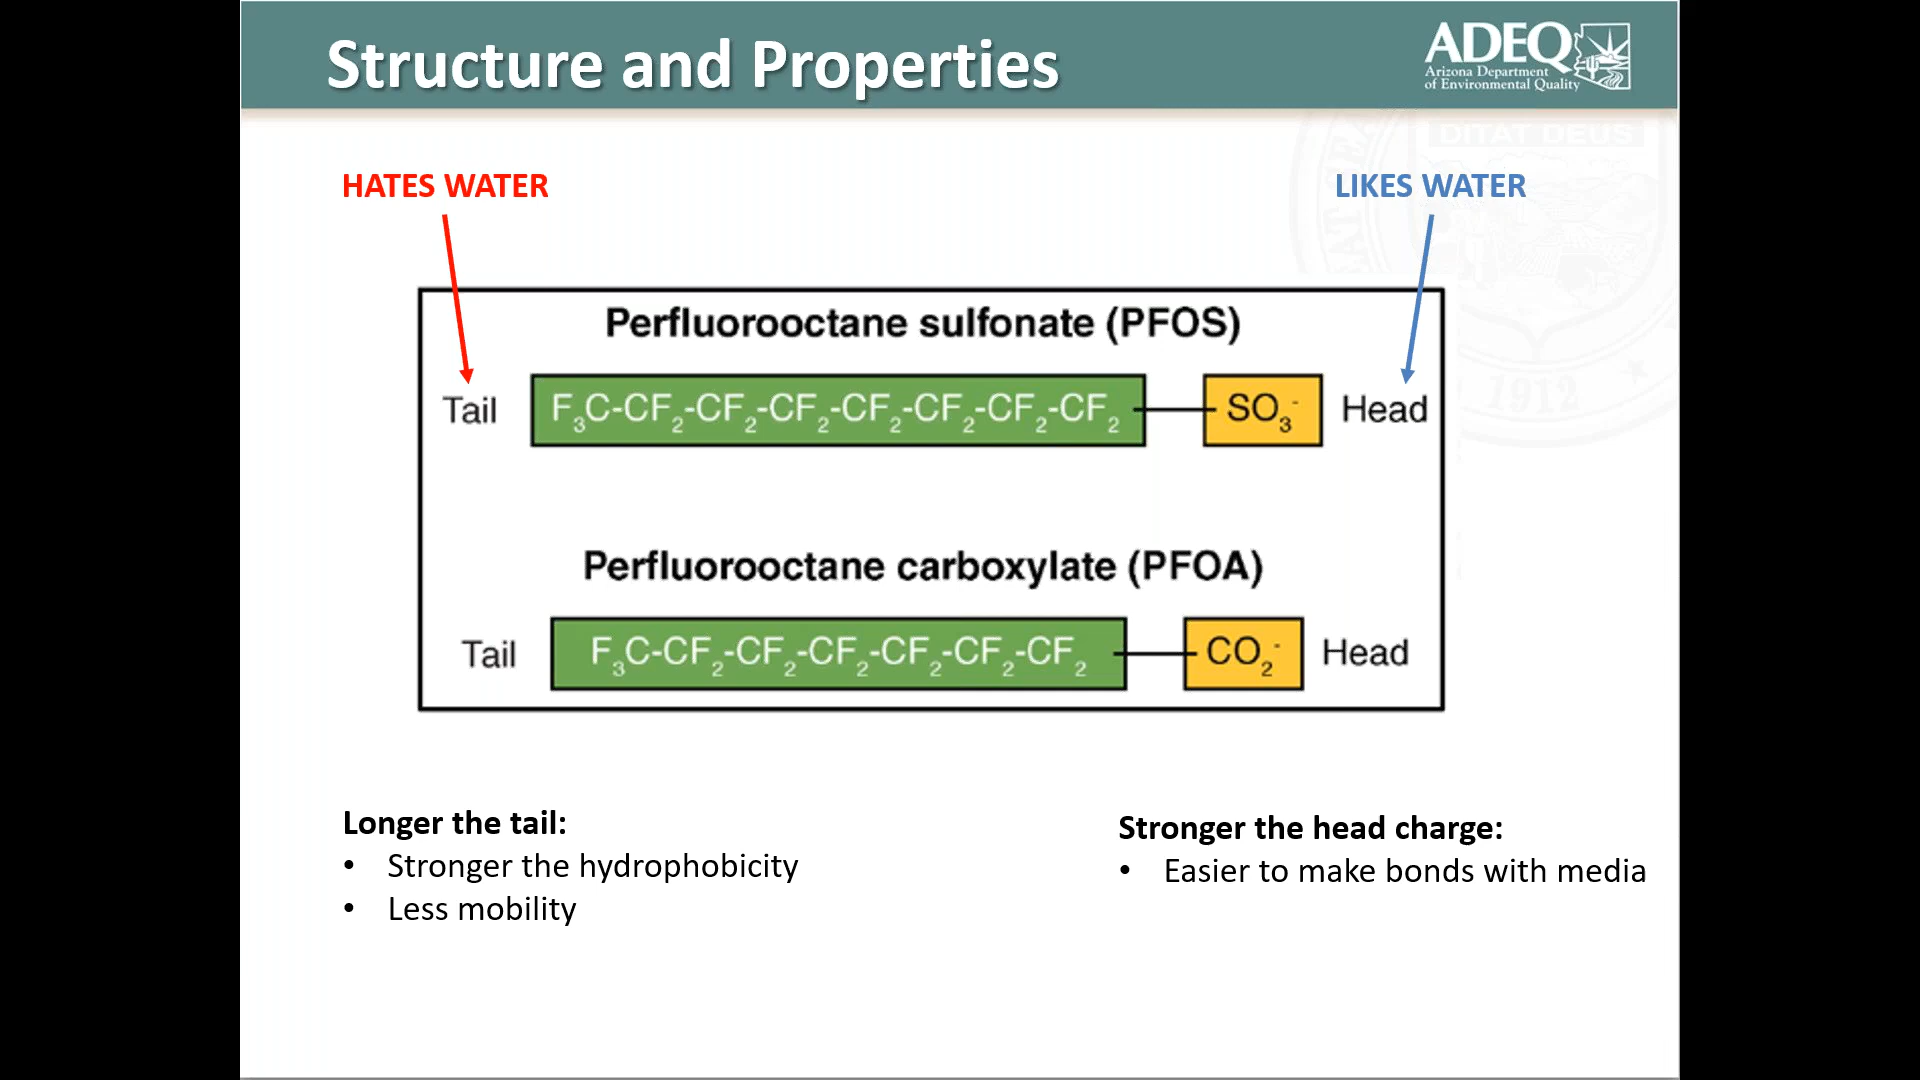 Structure and Properties
ADEQ
Arizona Department
of Environmental Quality
DITAT DEUS
1912
HATES WATER
LIKES WATER
Perfluorooctane sulfonate (PFOS)
Tail F₃C-CF₂-CF₂-CF₂-CF₂-CF₂-CF₂-CF₂ SO₃⁻ Head
Perfluorooctane carboxylate (PFOA)
Tail F₃C-CF₂-CF₂-CF₂-CF₂-CF₂-CF₂ CO₂⁻ Head
Longer the tail:
• Stronger the hydrophobicity
• Less mobility
Stronger the head charge:
• Easier to make bonds with media